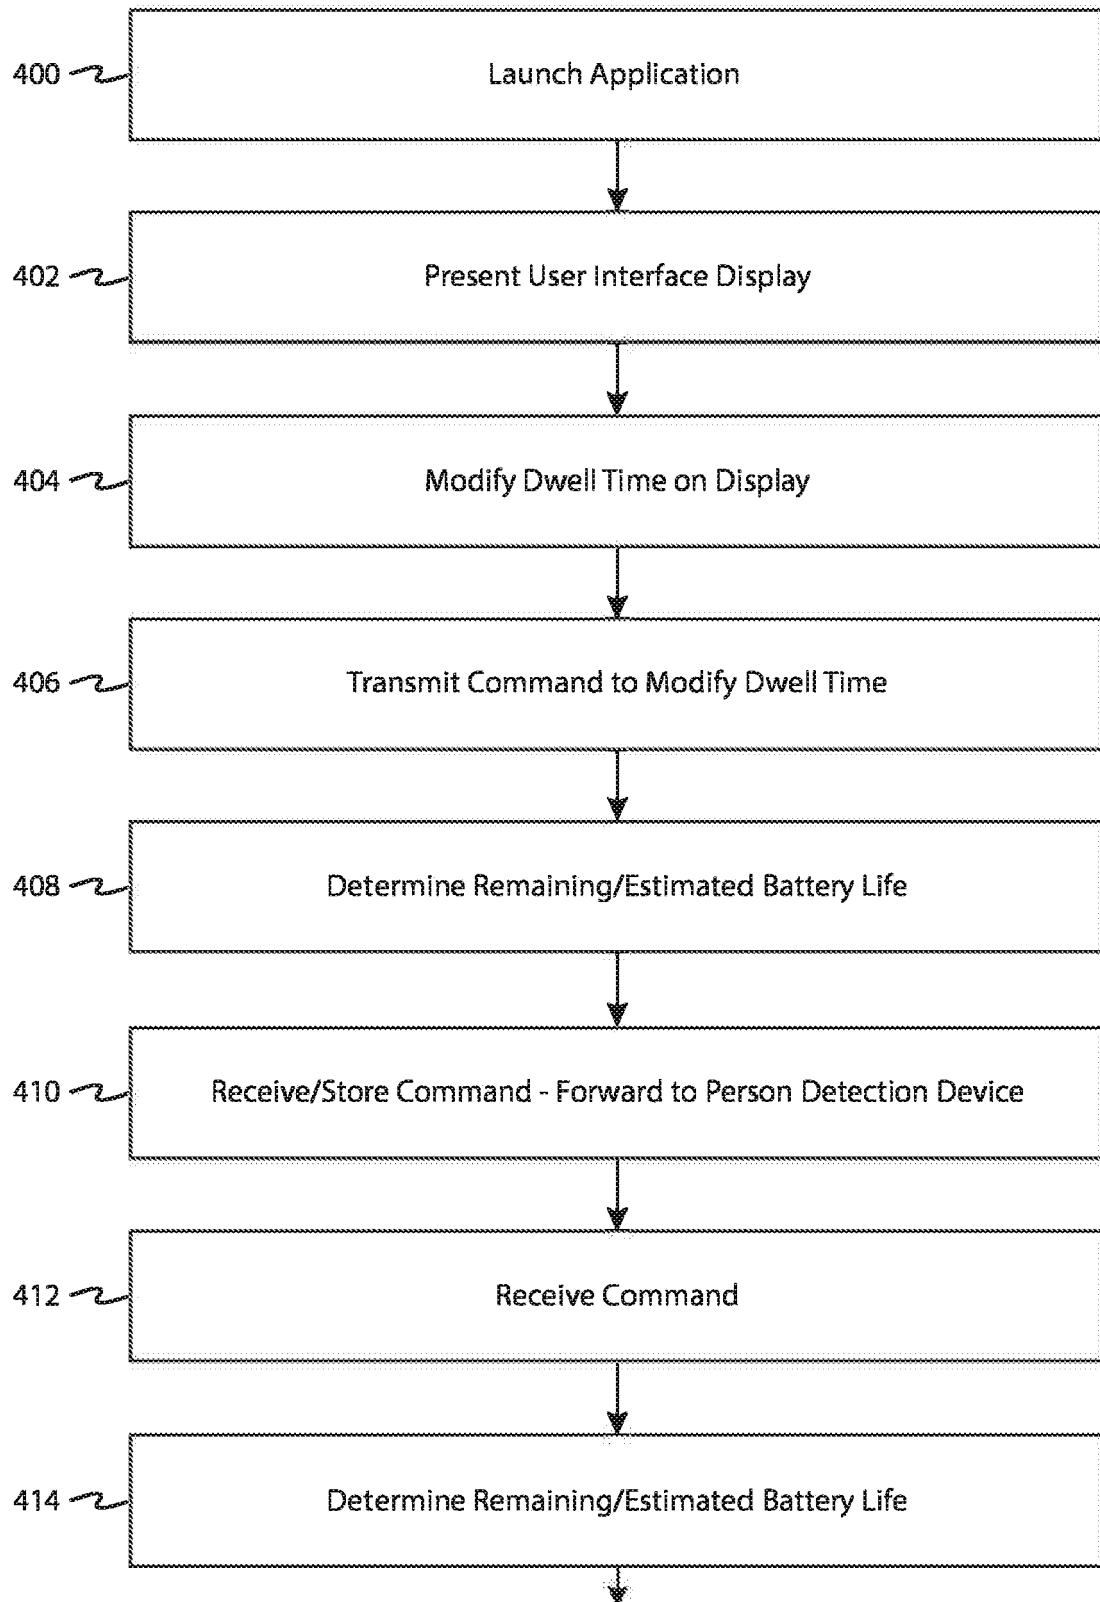 400 Launch Application
402 Present User Interface Display
404 Modify Dwell Time on Display
406 Transmit Command to Modify Dwell Time
408 Determine Remaining/Estimated Battery Life
410 Receive/Store Command - Forward to Person Detection Device
412 Receive Command
414 Determine Remaining/Estimated Battery Life